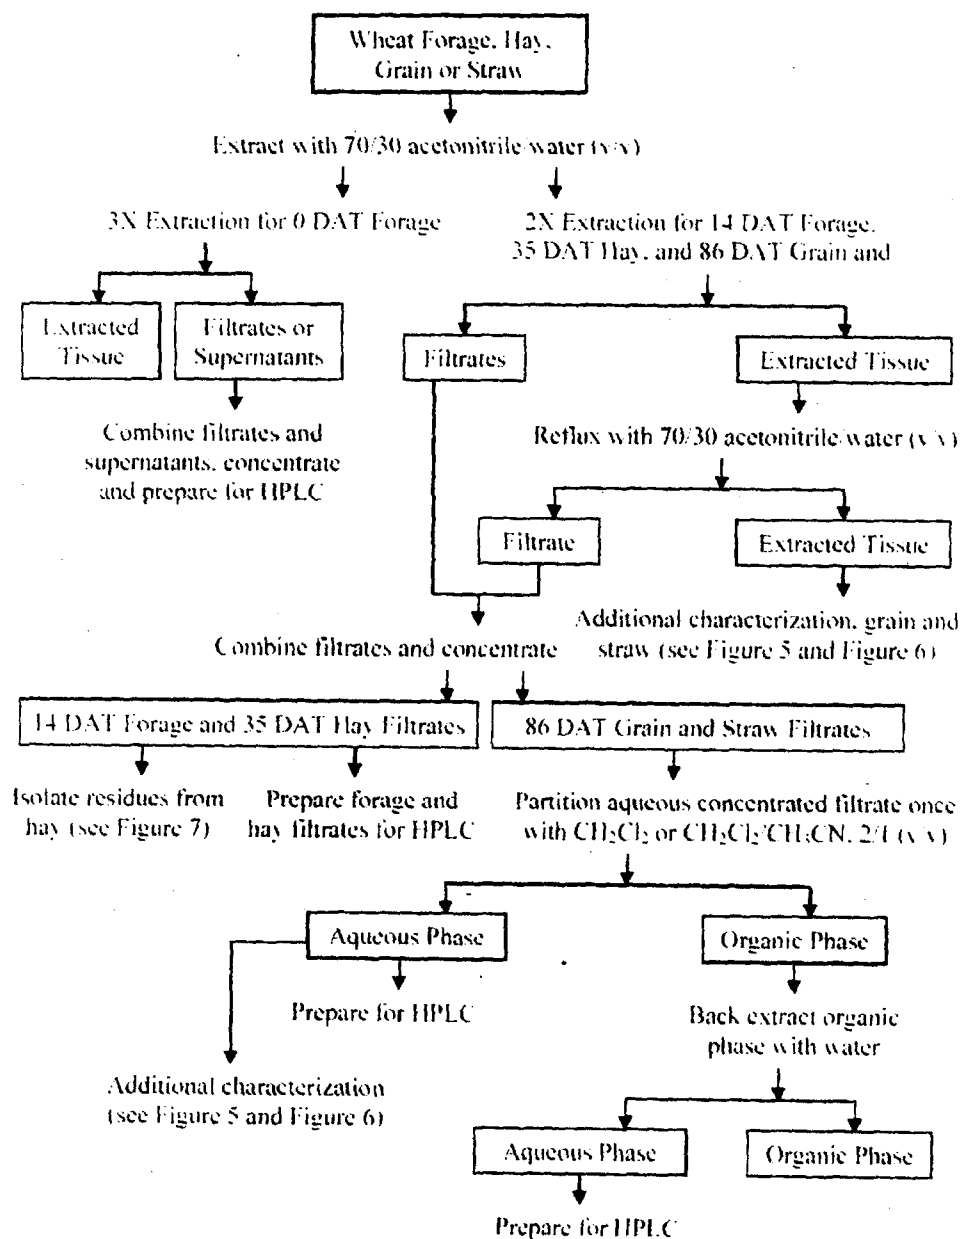 Wheat Forage, Hay,
Grain or Straw
Extract with 70/30 acetonitrile/water (v/v)
3X Extraction for 0 DAT Forage
2X Extraction for 14 DAT Forage,
35 DAT Hay, and 86 DAT Grain and
Extracted
Tissue
Filtrates or
Supernatants
Filtrates
Extracted Tissue
Combine filtrates and
supernatants, concentrate
and prepare for HPLC
Reflux with 70/30 acetonitrile/water (v/v)
Filtrate
Extracted Tissue
Additional characterization, grain and
straw (see Figure 5 and Figure 6)
Combine filtrates and concentrate
14 DAT Forage and 35 DAT Hay Filtrates
86 DAT Grain and Straw Filtrates
Isolate residues from
hay (see Figure 7)
Prepare forage and
hay filtrates for HPLC
Partition aqueous concentrated filtrate once
with CH₂Cl₂ or CH₂Cl₂/CH₃CN, 2/1 (v/v)
Aqueous Phase
Organic Phase
Prepare for HPLC
Back extract organic
phase with water
Additional characterization
(see Figure 5 and Figure 6)
Aqueous Phase
Organic Phase
Prepare for HPLC